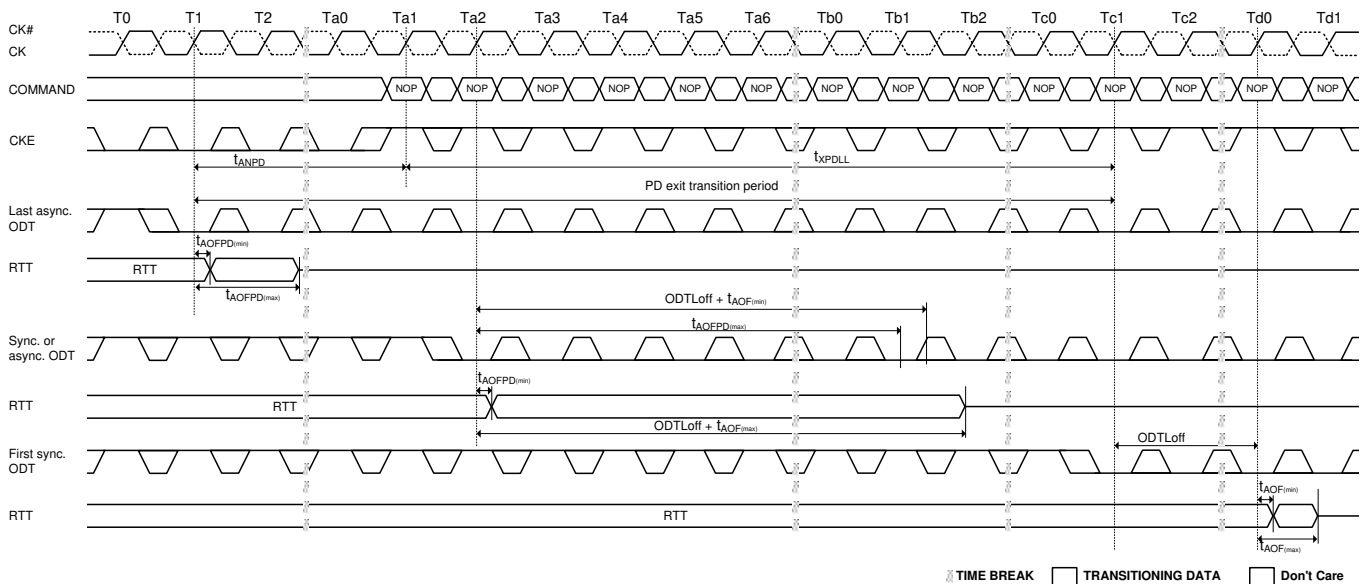 T0 T1 T2 Ta0 Ta1 Ta2 Ta3 Ta4 Ta5 Ta6 Tb0 Tb1 Tb2 Tc0 Tc1 Tc2 Td0 Td1
CK#
CK
COMMAND NOP NOP NOP NOP NOP NOP NOP NOP NOP NOP NOP NOP NOP NOP
CKE
tANPD tXPDLL
PD exit transition period
Last async.
ODT
tAOFPD(min)
RTT RTT
tAOFPD(max)
ODTLoff + tAOF(min)
tAOFPD(max)
Sync. or
async. ODT
tAOFPD(min)
RTT RTT
ODTLoff + tAOF(max)
ODTLoff
First sync.
ODT
tAOF(min)
RTT RTT
tAOF(max)
TIME BREAK TRANSITIONING DATA Don't Care